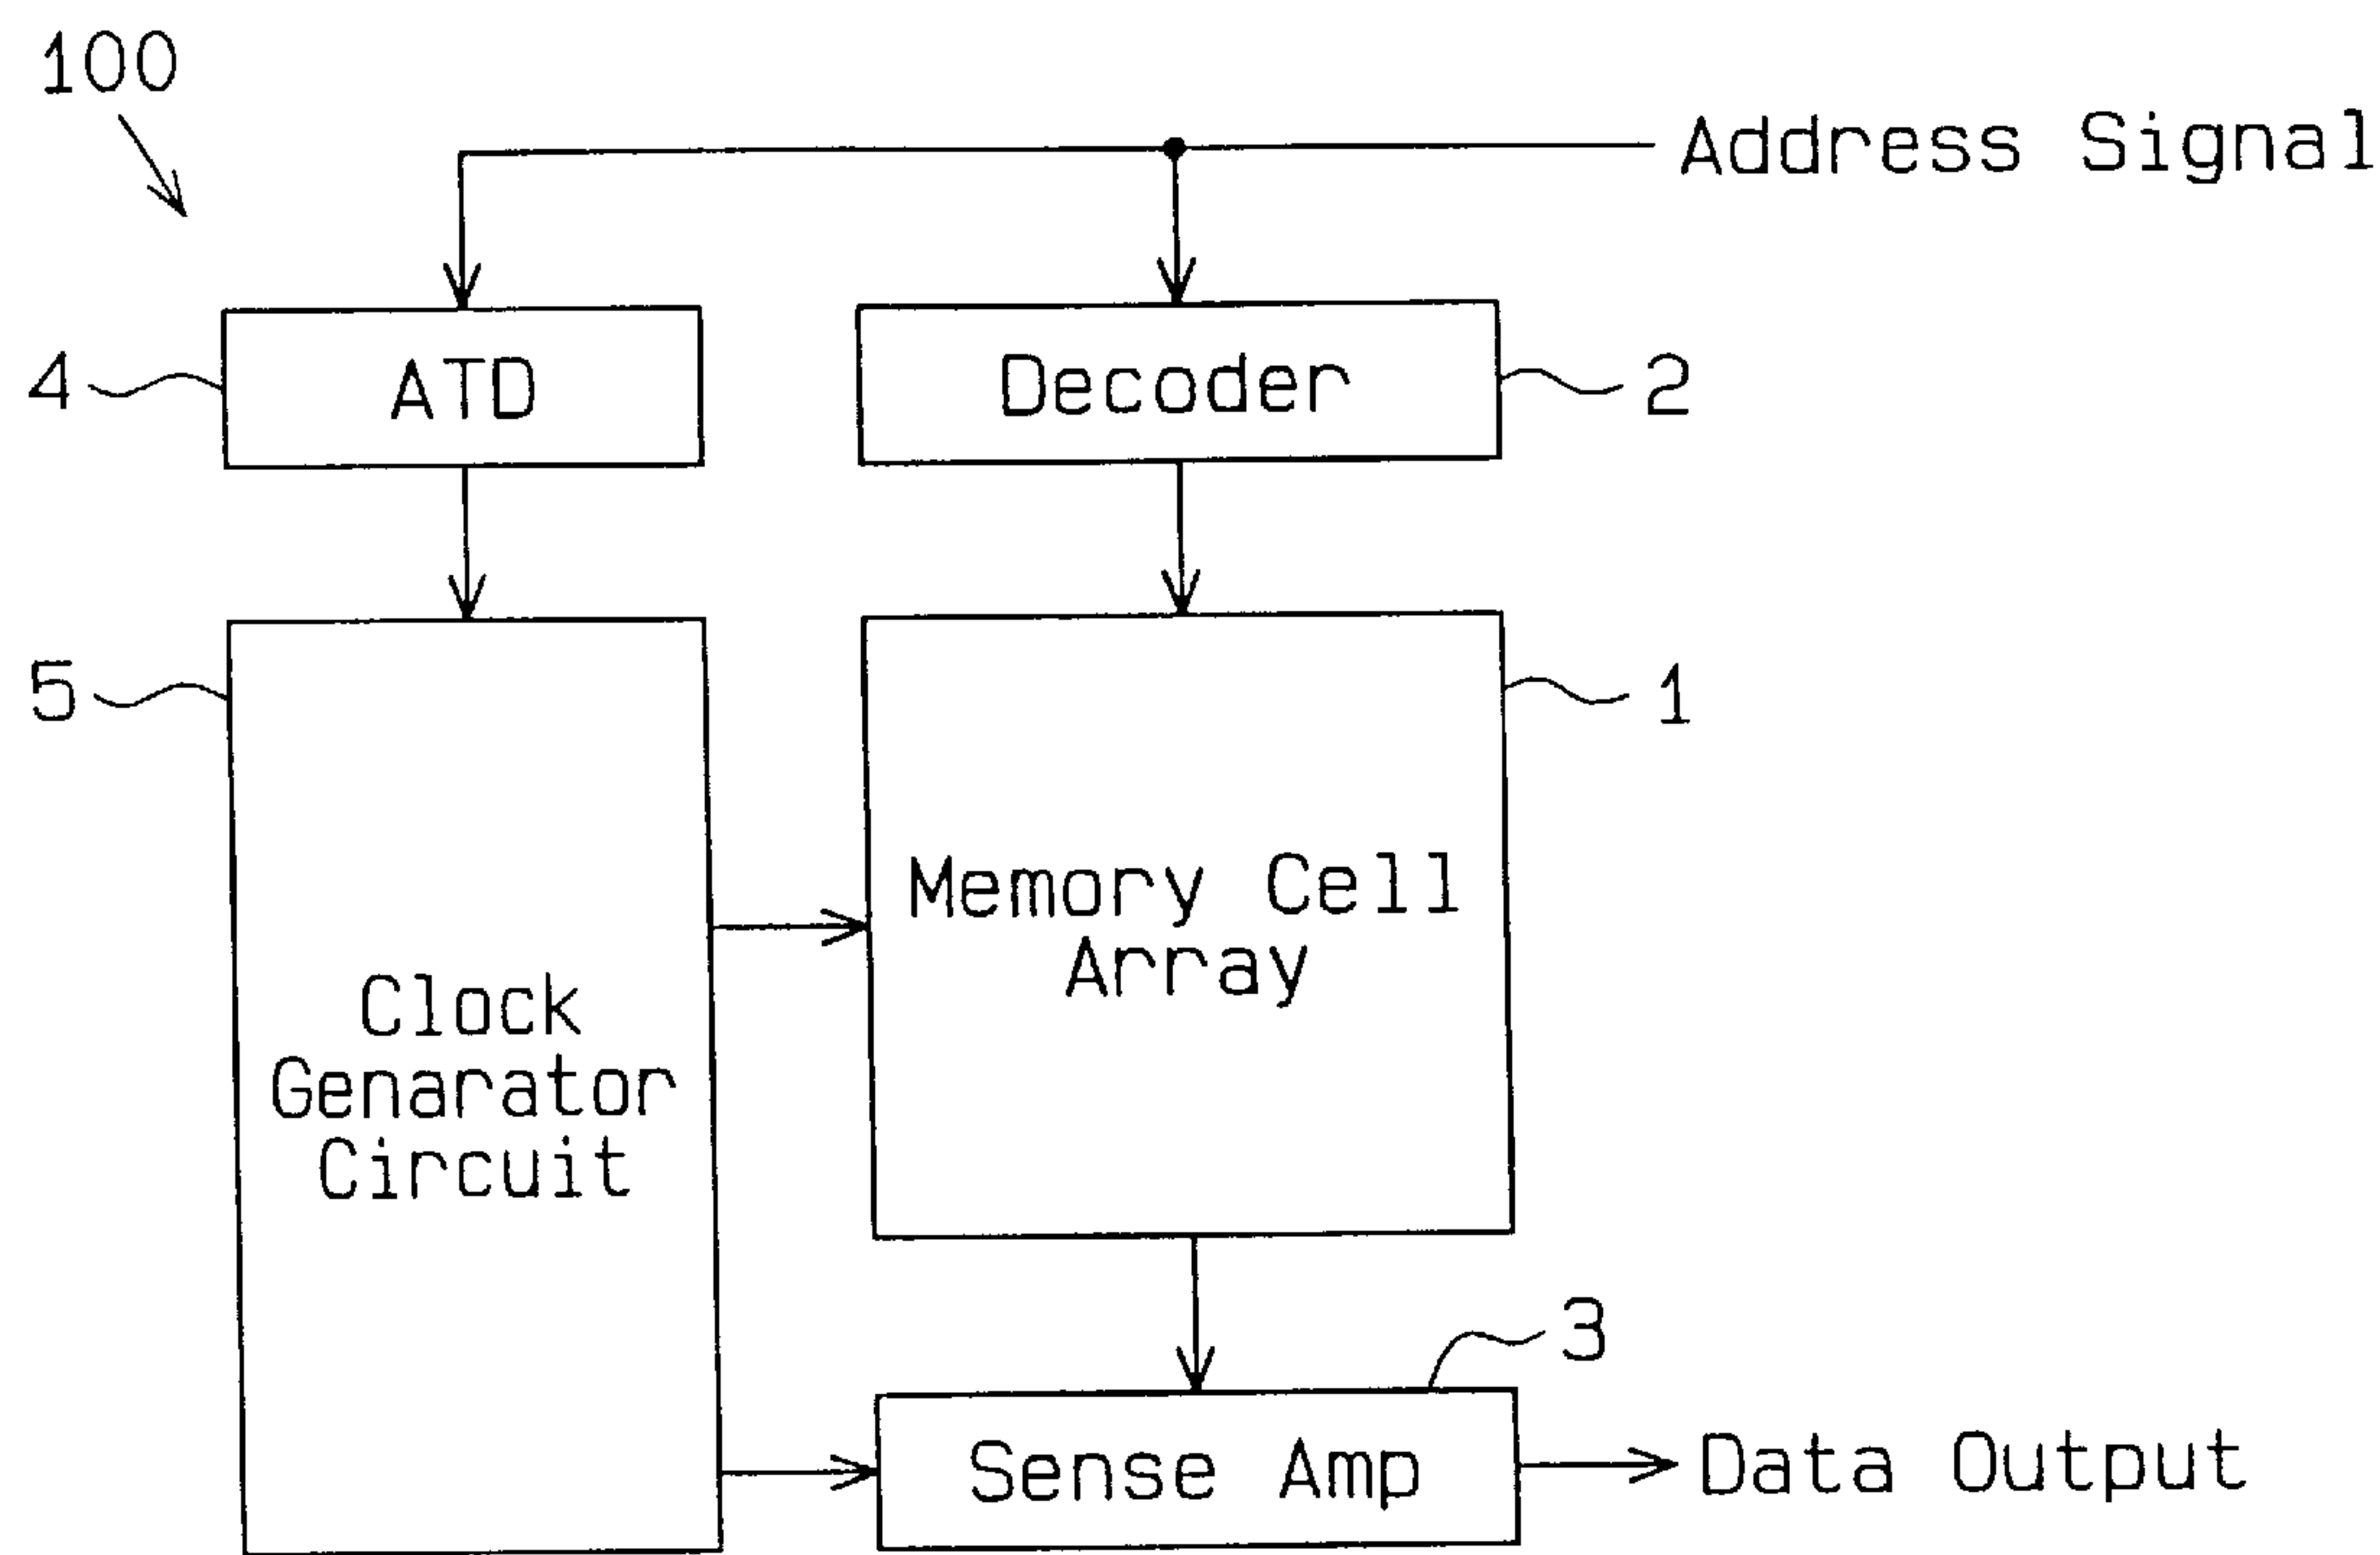 100
Address Signal
4
ATD
Decoder
2
5
1
Memory Cell
Array
Clock
Genarator
Circuit
3
Sense Amp
Data Output